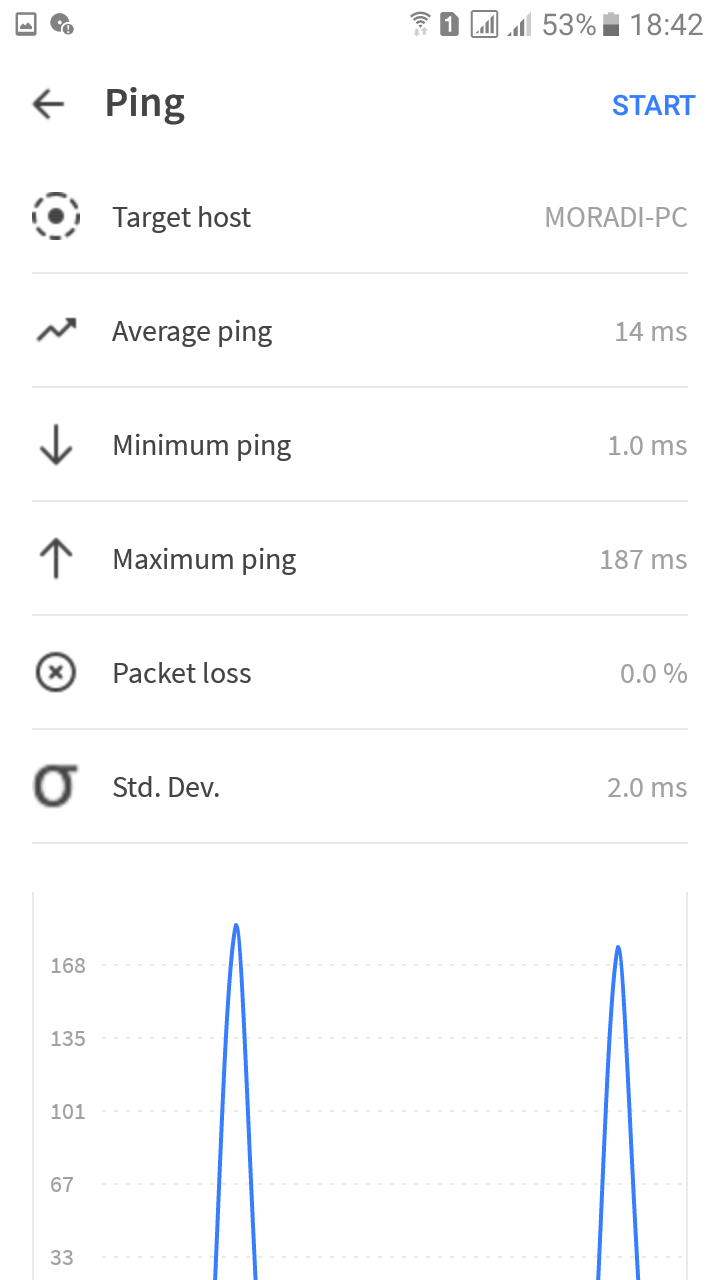 1 53% 18:42
Ping START
Target host MORADI-PC
Average ping 14 ms
Minimum ping 1.0 ms
Maximum ping 187 ms
Packet loss 0.0 %
σ Std. Dev. 2.0 ms
168
135
101
67
33